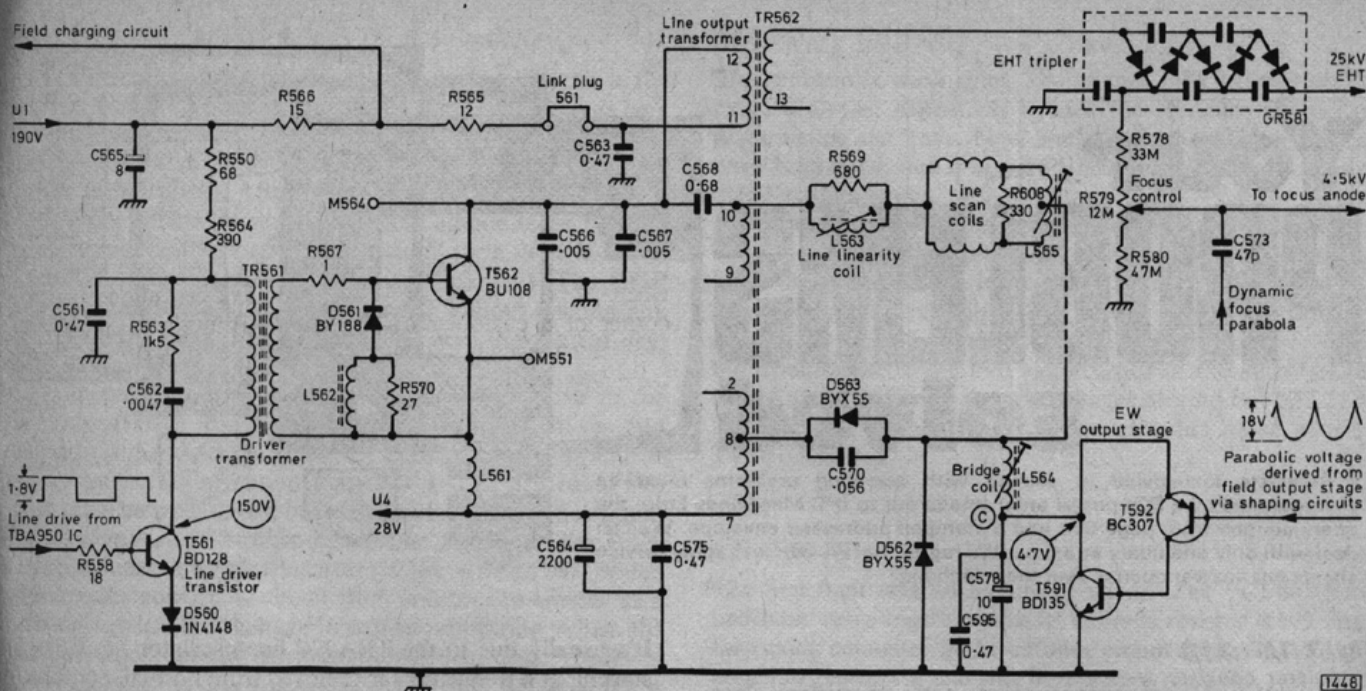 Field charging circuit
U1
190V
C565
8
R566
15
R550
68
R564
390
R565
12
Link plug
561
C563
0·47
Line output
transformer
TR562
12
11
13
EHT tripler
25kV
EHT
GR581
R578
33M
Focus
control
R579
12M
R580
47M
4·5kV
To focus anode
C573
47p
Dynamic
focus
parabola
M564
C568
0·68
10
9
R569
680
L563
Line linearity
coil
Line
scan
coils
R608
330
L565
C566
·005
C567
·005
T562
BU108
TR561
R567
1
D561
BY188
C561
0·47
R563
1k5
C562
·0047
L562
R570
27
M551
Driver
transformer
L561
1·8V
Line drive from
TBA950 IC
R558
18
150V
T561
BD128
Line driver
transistor
D560
1N4148
U4
28V
C564
2200
C575
0·47
2
8
D563
BYX55
C570
·056
D562
BYX55
Bridge
coil
L564
C
4·7V
C578
10
C595
0·47
EW
output stage
T592
BC307
T591
BD135
18V
Parabolic voltage
derived from
field output stage
via shaping circuits
1448